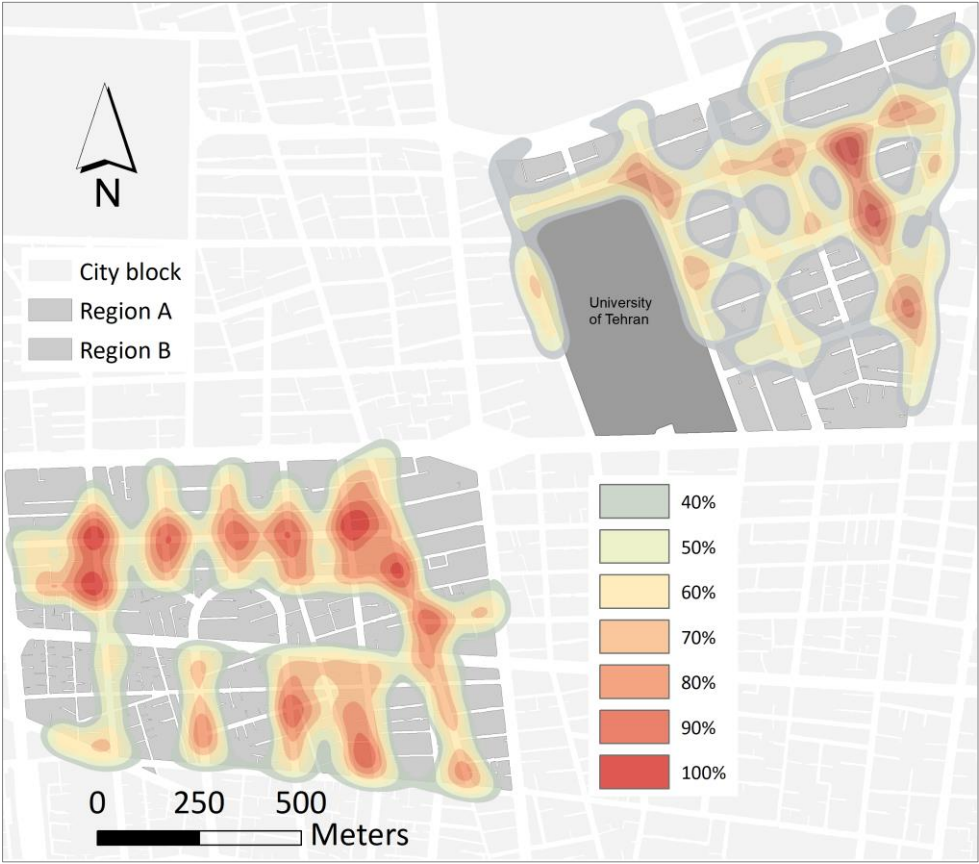 N
City block
Region A
Region B
University
of Tehran
40%
50%
60%
70%
80%
90%
100%
0 250 500
Meters